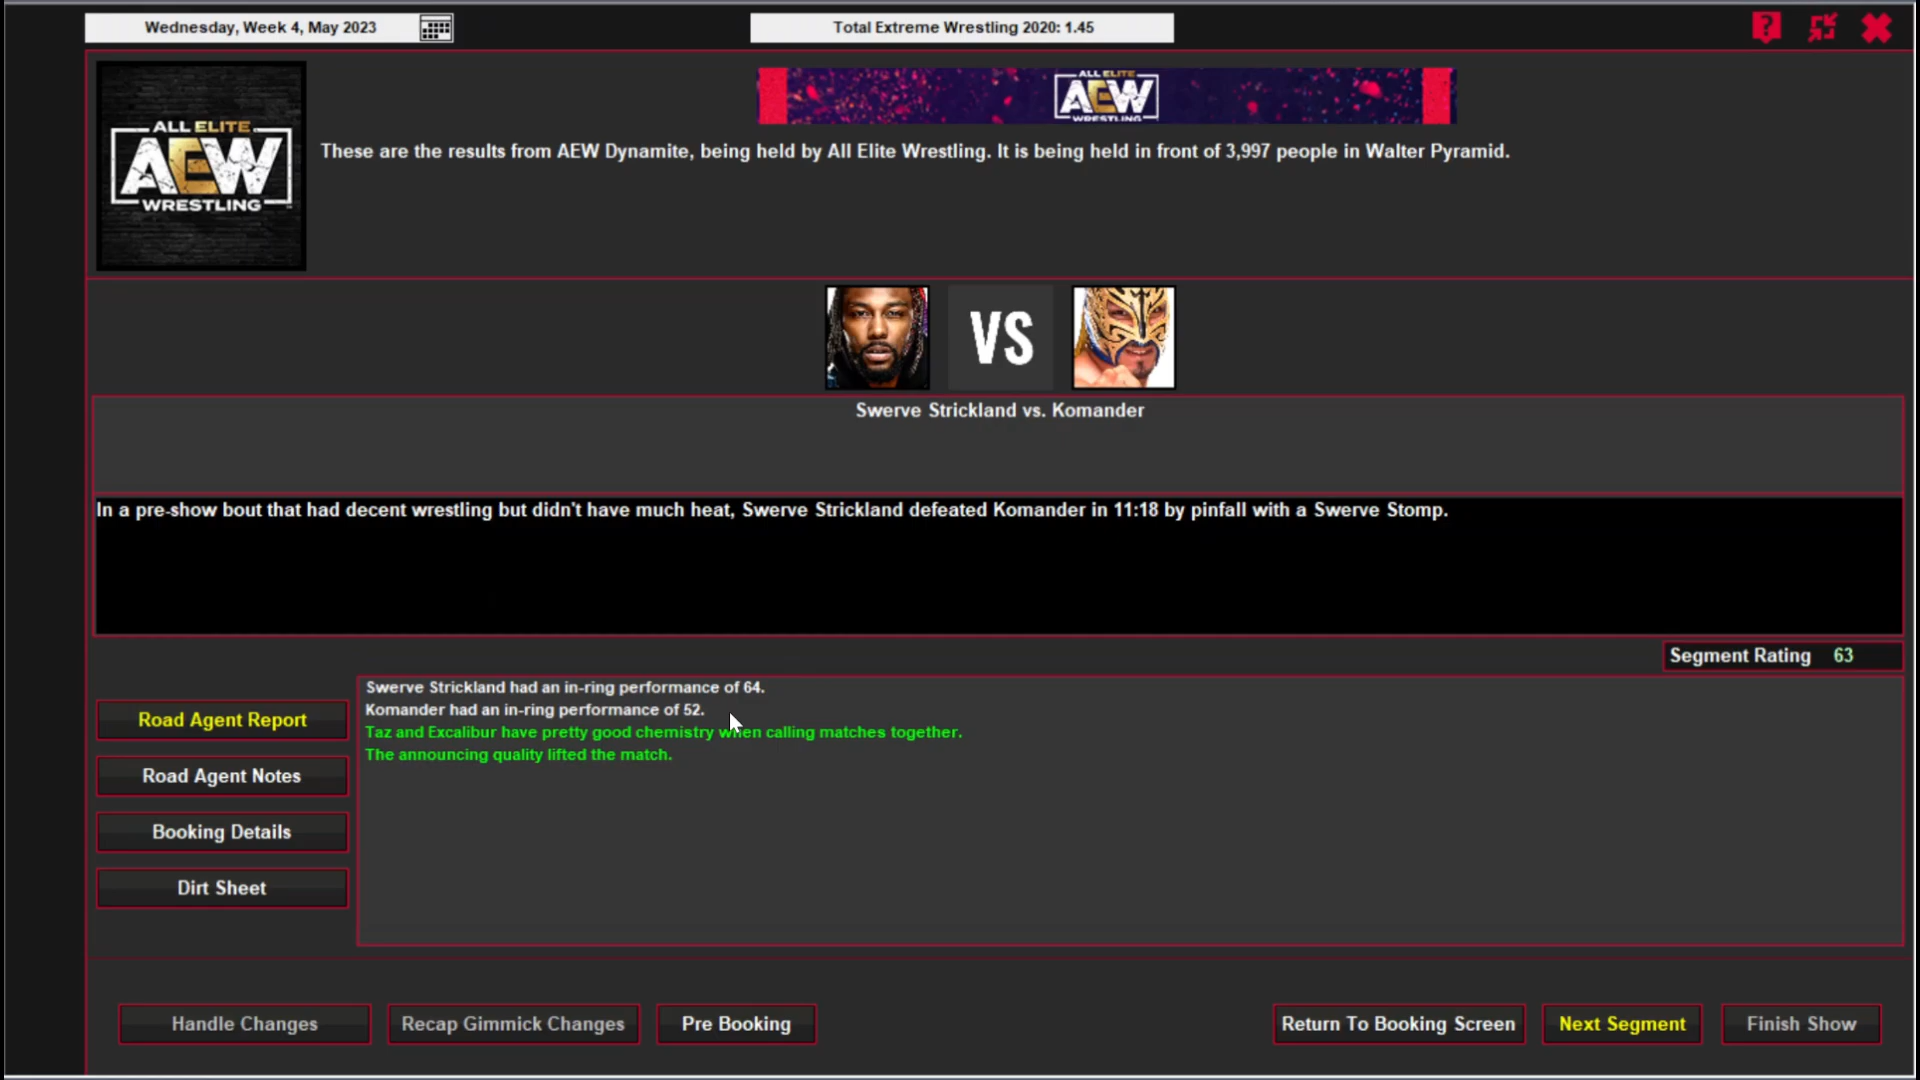 Wednesday, Week 4, May 2023
Total Extreme Wrestling 2020: 1.45
?
ALL ELITE
AEW
WRESTLING
ALL ELITE
AEW
WRESTLING
These are the results from AEW Dynamite, being held by All Elite Wrestling. It is being held in front of 3,997 people in Walter Pyramid.
VS
Swerve Strickland vs. Komander
In a pre-show bout that had decent wrestling but didn't have much heat, Swerve Strickland defeated Komander in 11:18 by pinfall with a Swerve Stomp.
Segment Rating 63
Swerve Strickland had an in-ring performance of 64.
Komander had an in-ring performance of 52.
Taz and Excalibur have pretty good chemistry when calling matches together.
The announcing quality lifted the match.
Road Agent Report
Road Agent Notes
Booking Details
Dirt Sheet
Handle Changes
Recap Gimmick Changes
Pre Booking
Return To Booking Screen
Next Segment
Finish Show